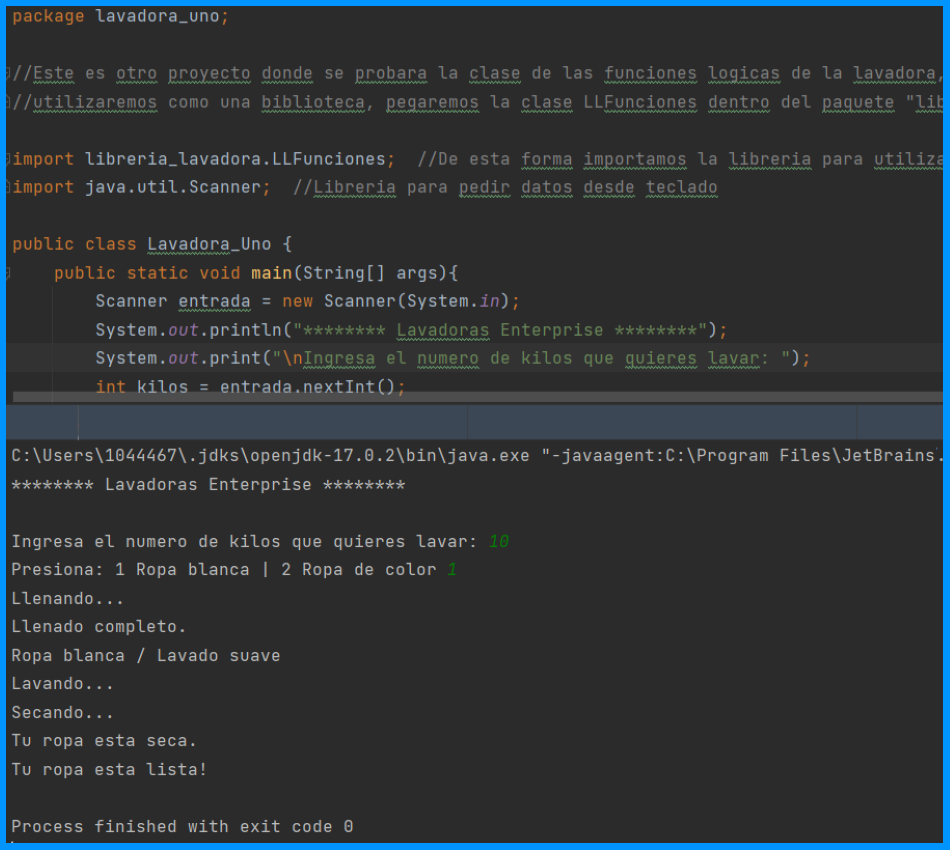 package lavadora_uno;
//Este es otro proyecto donde se probara la clase de las funciones logicas de la lavadora,
//utilizaremos como una biblioteca, pegaremos la clase LLFunciones dentro del paquete "lib
import libreria_lavadora.LLFunciones;  //De esta forma importamos la libreria para utiliza
import java.util.Scanner;  //Libreria para pedir datos desde teclado
public class Lavadora_Uno {
    public static void main(String[] args){
        Scanner entrada = new Scanner(System.in);
        System.out.println("******** Lavadoras Enterprise ********");
        System.out.print("\nIngresa el numero de kilos que quieres lavar: ");
        int kilos = entrada.nextInt();
C:\Users\1044467\.jdks\openjdk-17.0.2\bin\java.exe "-javaagent:C:\Program Files\JetBrains\
******** Lavadoras Enterprise ********
Ingresa el numero de kilos que quieres lavar: 10
Presiona: 1 Ropa blanca | 2 Ropa de color 1
Llenando...
Llenado completo.
Ropa blanca / Lavado suave
Lavando...
Secando...
Tu ropa esta seca.
Tu ropa esta lista!
Process finished with exit code 0